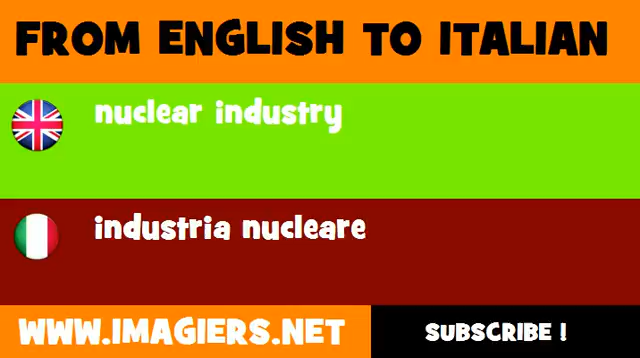 FROM ENGLISH TO ITALIAN
nuclear industry
industria nucleare
WWW.IMAGIERS.NET
SUBSCRIBE !